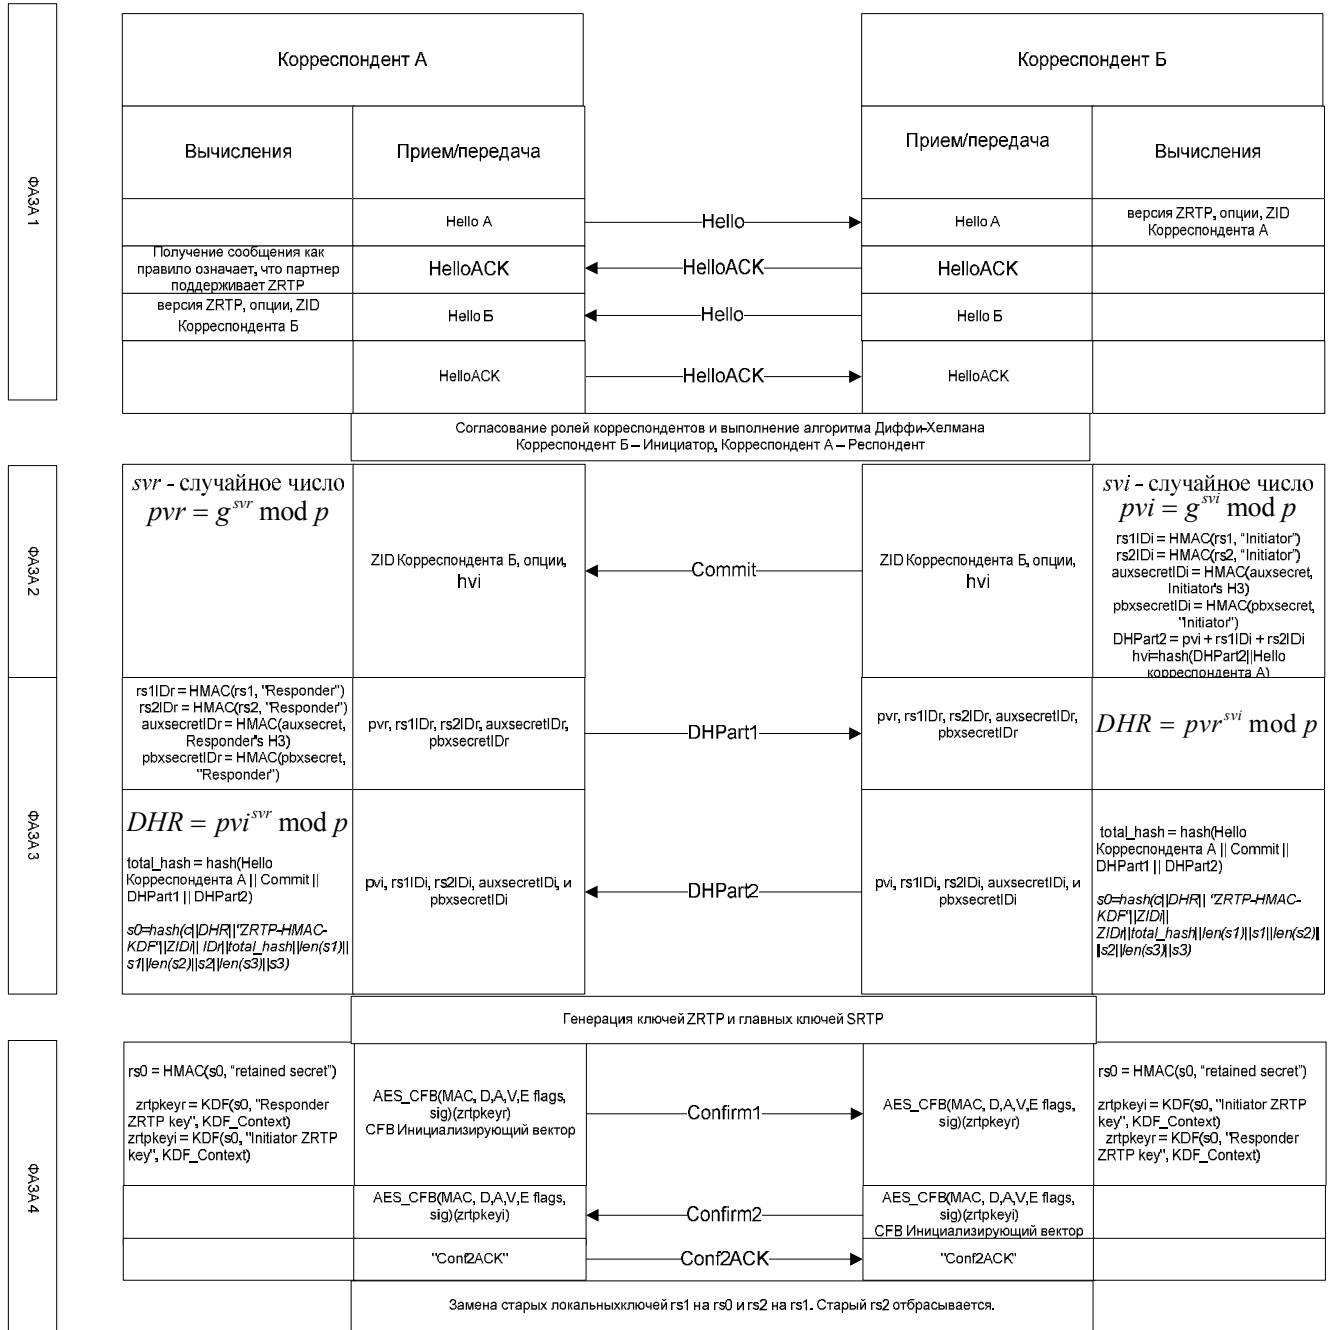 Корреспондент А
Корреспондент Б
ФАЗА 1
Вычисления
Прием/передача
Прием/передача
Вычисления
Hello А
Hello
Hello А
версия ZRTP, опции, ZID
Корреспондента А
Получение сообщения как
правило означает, что партнер
поддерживает ZRTP
HelloACK
HelloACK
HelloACK
версия ZRTP, опции, ZID
Корреспондента Б
Hello Б
Hello
Hello Б
HelloACK
HelloACK
HelloACK
Согласование ролей корреспондентов и выполнение алгоритма Диффи-Хелмана
Корреспондент Б – Инициатор, Корреспондент А – Респондент
ФАЗА 2
svr - случайное число
pvr = g^svr mod p
ZID Корреспондента Б, опции,
hvi
Commit
ZID Корреспондента Б, опции,
hvi
svi - случайное число
pvi = g^svi mod p
rs1IDi = HMAC(rs1, “Initiator”)
rs2IDi = HMAC(rs2, “Initiator”)
auxsecretIDi = HMAC(auxsecret,
Initiator's H3)
pbxsecretIDi = HMAC(pbxsecret,
"Initiator")
DHPart2 = pvi + rs1IDi + rs2IDi
hvi=hash(DHPart2||Hello
корреспондента А)
ФАЗА 3
rs1IDr = HMAC(rs1, "Responder")
rs2IDr = HMAC(rs2, "Responder")
auxsecretIDr = HMAC(auxsecret,
Responder's H3)
pbxsecretIDr = HMAC(pbxsecret,
"Responder")
pvr, rs1IDr, rs2IDr, auxsecretIDr,
pbxsecretIDr
DHPart1
pvr, rs1IDr, rs2IDr, auxsecretIDr,
pbxsecretIDr
DHR = pvr^svi mod p
DHR = pvi^svr mod p
total_hash = hash(Hello
Корреспондента А || Commit ||
DHPart1 || DHPart2)
s0=hash(c||DHR||"ZRTP-HMAC-
KDF"||ZIDi|| IDr||total_hash||len(s1)||
s1||len(s2)||s2||len(s3)||s3)
pvi, rs1IDi, rs2IDi, auxsecretIDi, и
pbxsecretIDi
DHPart2
pvi, rs1IDi, rs2IDi, auxsecretIDi, и
pbxsecretIDi
total_hash = hash(Hello
Корреспондента А || Commit ||
DHPart1 || DHPart2)
s0=hash(c||DHR|| "ZRTP-HMAC-
KDF"||ZIDi||
ZIDr||total_hash||len(s1)||s1||len(s2)|
|s2||len(s3)||s3)
Генерация ключей ZRTP и главных ключей SRTP
ФАЗА 4
rs0 = HMAC(s0, “retained secret”)
zrtpkeyr = KDF(s0, "Responder
ZRTP key", KDF_Context)
zrtpkeyi = KDF(s0, "Initiator ZRTP
key", KDF_Context)
AES_CFB(MAC, D,A,V,E flags,
sig)(zrtpkeyr)
CFB Инициализирующий вектор
Confirm1
AES_CFB(MAC, D,A,V,E flags,
sig)(zrtpkeyr)
rs0 = HMAC(s0, “retained secret”)
zrtpkeyi = KDF(s0, "Initiator ZRTP
key", KDF_Context)
zrtpkeyr = KDF(s0, "Responder
ZRTP key", KDF_Context)
AES_CFB(MAC, D,A,V,E flags,
sig)(zrtpkeyi)
Confirm2
AES_CFB(MAC, D,A,V,E flags,
sig)(zrtpkeyi)
CFB Инициализирующий вектор
"Conf2ACK"
Conf2ACK
"Conf2ACK"
Замена старых локальных ключей rs1 на rs0 и rs2 на rs1. Старый rs2 отбрасывается.